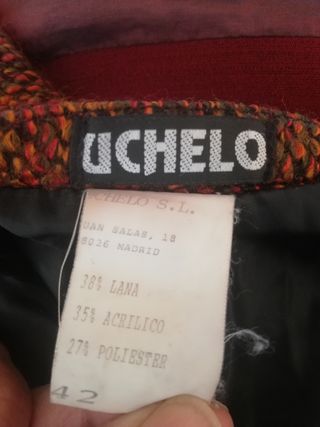 UCHELO
UCHELO S.L.
UAN SALAS, 18
8026 MADRID
38% LANA
35% ACRILICO
27% POLIESTER
42